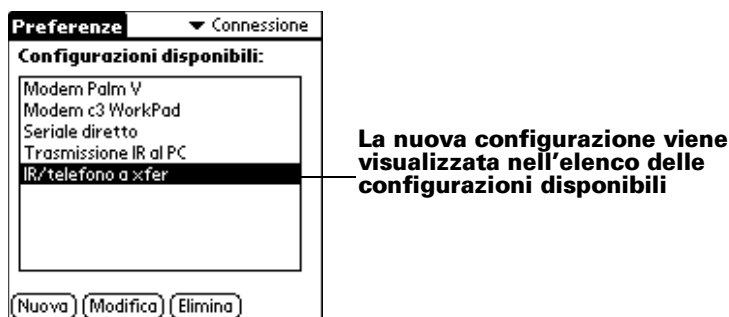 Preferenze
Connessione
Configurazioni disponibili:
Modem Palm V
Modem c3 WorkPad
Seriale diretto
Trasmissione IR al PC
IR/telefono a xfer
La nuova configurazione viene
visualizzata nell'elenco delle
configurazioni disponibili
Nuova Modifica Elimina